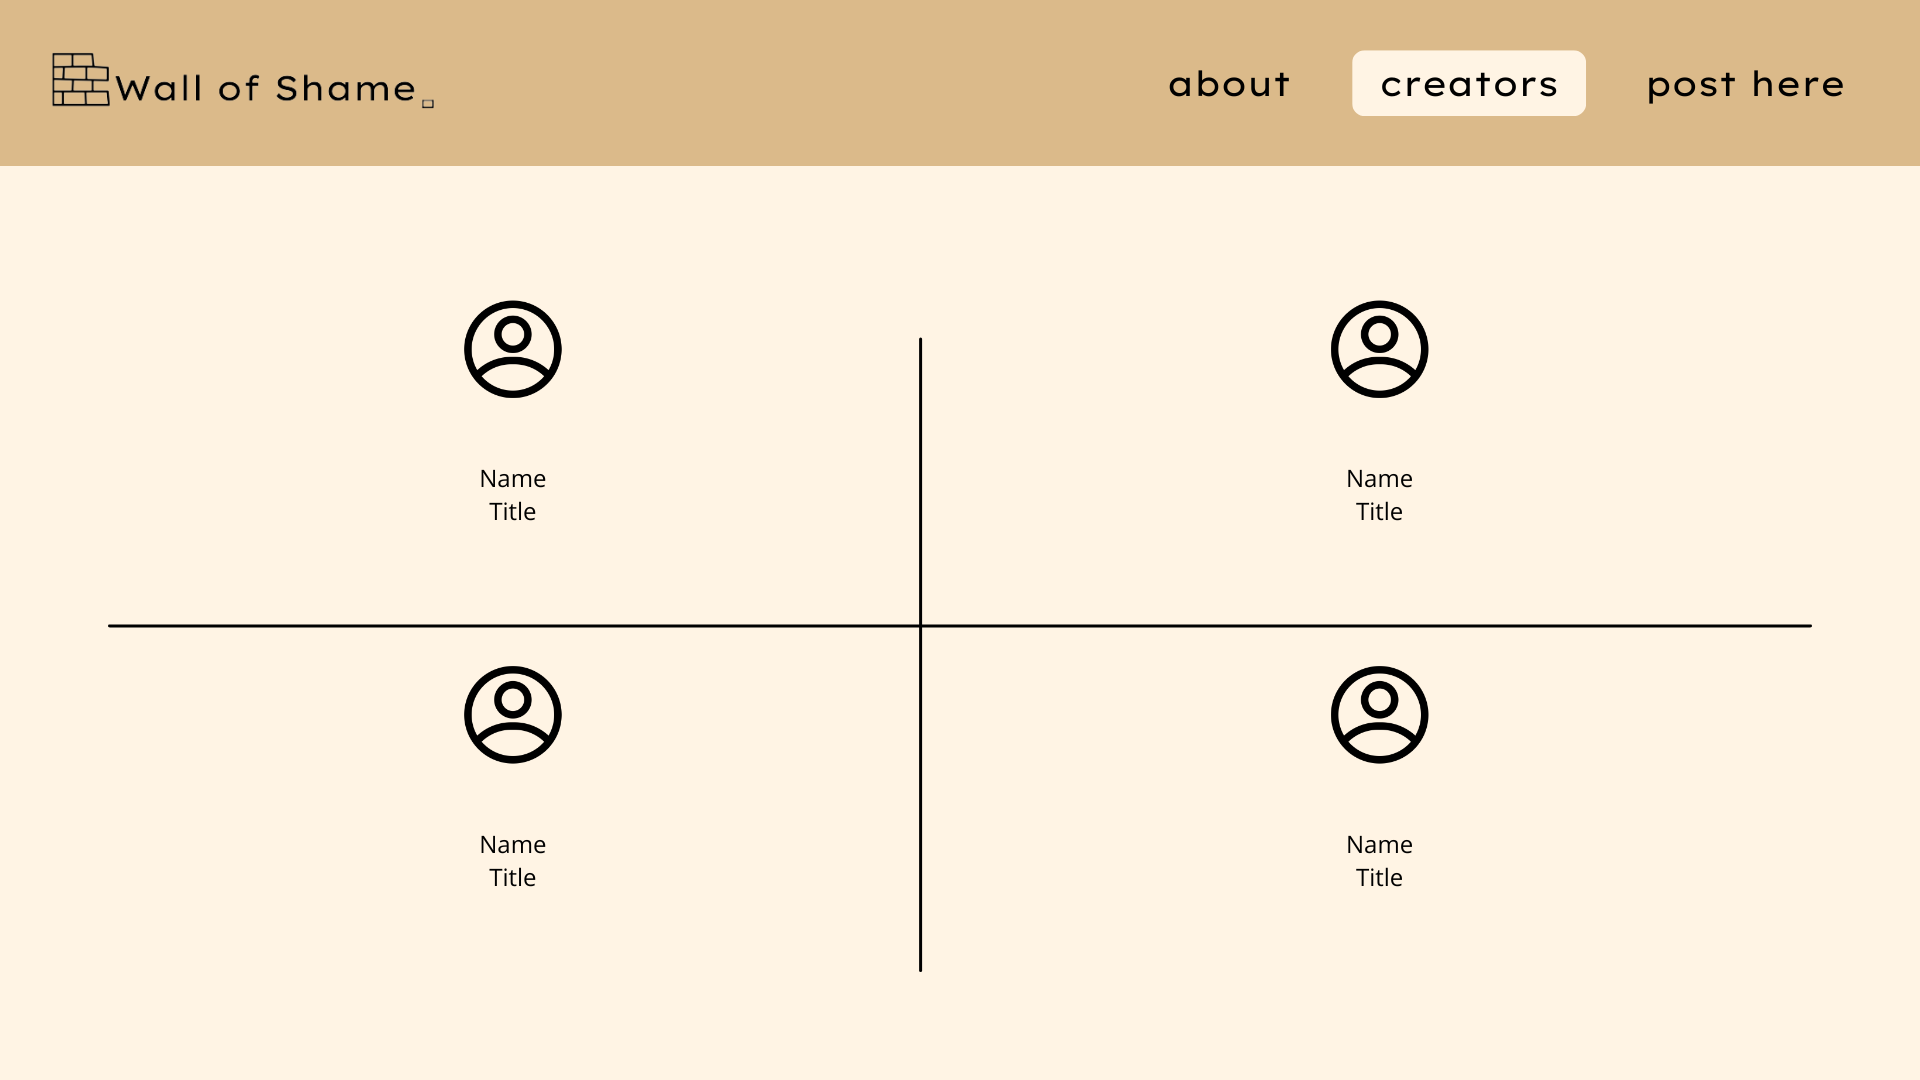 Wall of Shame
about
creators
post here
Name
Title
Name
Title
Name
Title
Name
Title